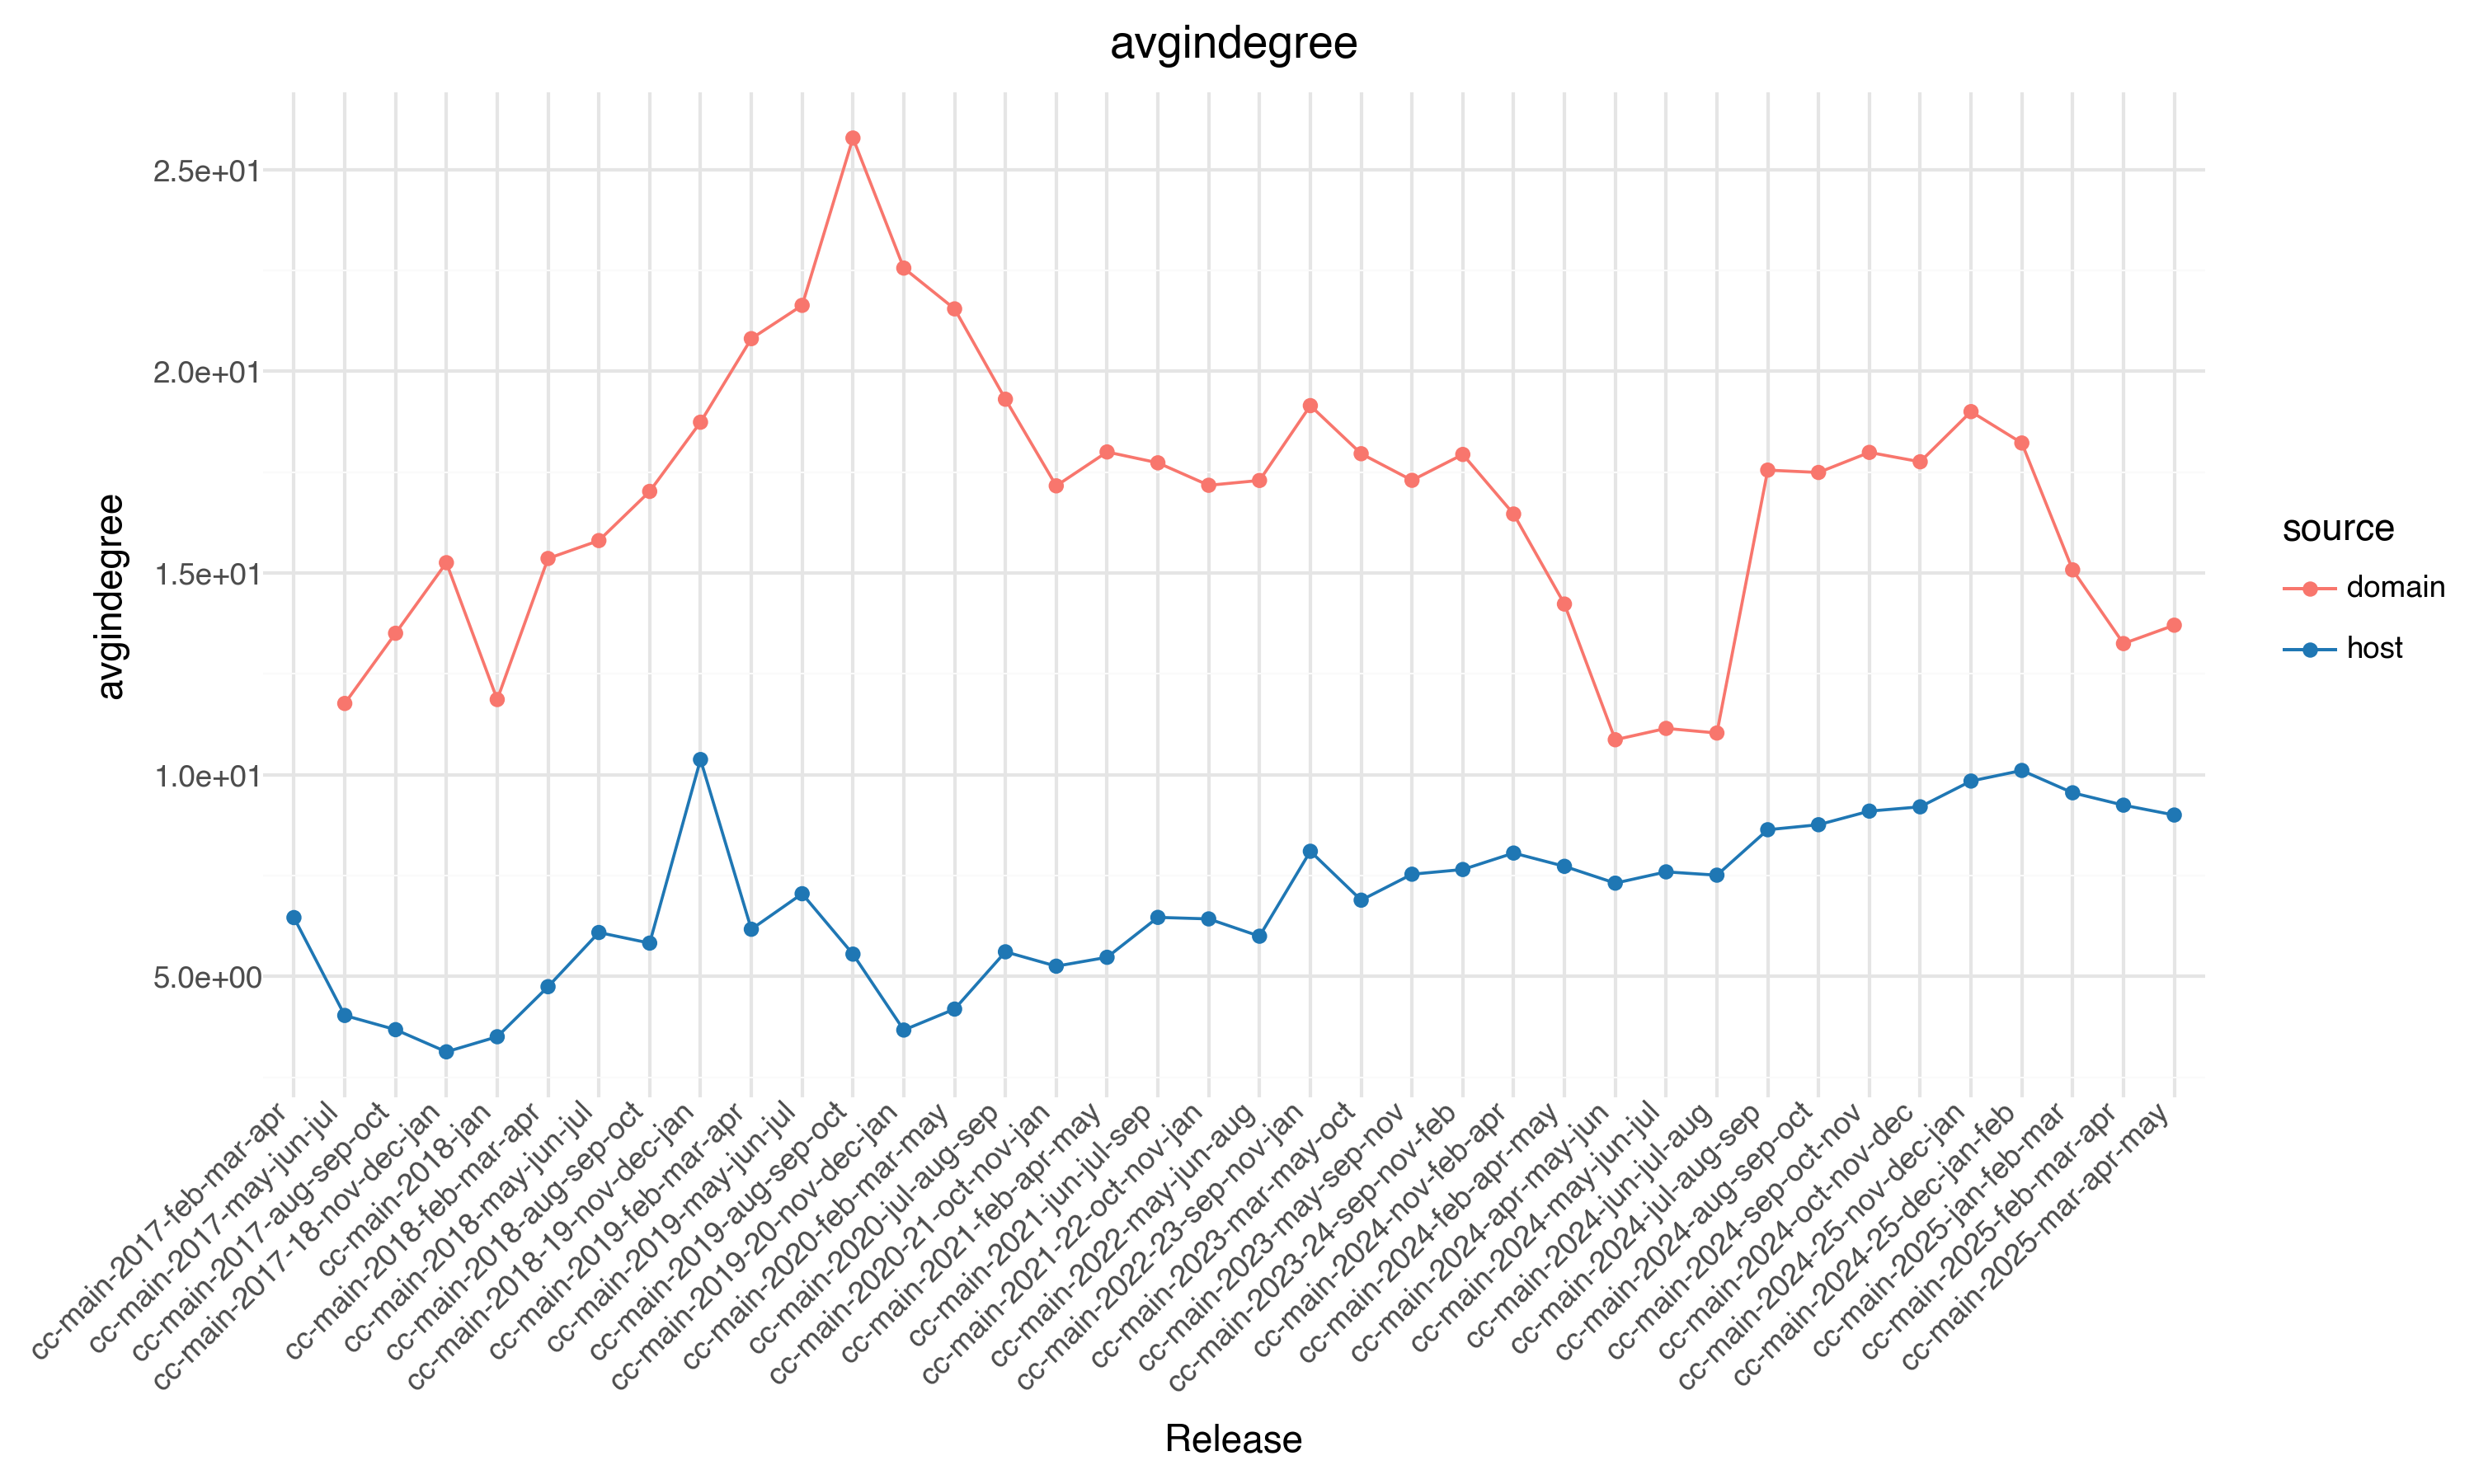 avgindegree
avgindegree
2.5e+01
2.0e+01
1.5e+01
1.0e+01
5.0e+00
source
domain
host
cc-main-2017-feb-mar-apr
cc-main-2017-may-jun-jul
cc-main-2017-aug-sep-oct
cc-main-2017-18-nov-dec-jan
cc-main-2018-jan
cc-main-2018-feb-mar-apr
cc-main-2018-may-jun-jul
cc-main-2018-aug-sep-oct
cc-main-2018-19-nov-dec-jan
cc-main-2019-feb-mar-apr
cc-main-2019-may-jun-jul
cc-main-2019-aug-sep-oct
cc-main-2019-20-nov-dec-jan
cc-main-2020-feb-mar-may
cc-main-2020-jul-aug-sep
cc-main-2020-21-oct-nov-jan
cc-main-2021-feb-apr-may
cc-main-2021-jun-jul-sep
cc-main-2021-22-oct-nov-jan
cc-main-2022-may-jun-aug
cc-main-2022-23-sep-nov-jan
cc-main-2023-mar-may-oct
cc-main-2023-may-sep-nov
cc-main-2023-24-sep-nov-feb
cc-main-2024-nov-feb-apr
cc-main-2024-feb-apr-may
cc-main-2024-apr-may-jun
cc-main-2024-may-jun-jul
cc-main-2024-jun-jul-aug
cc-main-2024-jul-aug-sep
cc-main-2024-aug-sep-oct
cc-main-2024-sep-oct-nov
cc-main-2024-oct-nov-dec
cc-main-2024-25-nov-dec-jan
cc-main-2024-25-dec-jan-feb
cc-main-2025-jan-feb-mar
cc-main-2025-feb-mar-apr
cc-main-2025-mar-apr-may
Release